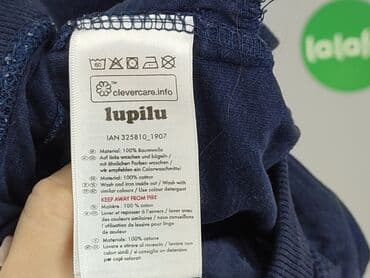 60
clevercare.info
lupilu
IAN 325810_1907
Material: 100% Baumwolle
Auf links waschen und bügeln /
mit ähnlichen Farben waschen /
wir empfehlen ein Colorwaschmittel
Material: 100% cotton
Wash and iron inside out / Wash with
similar colours / Use colour detergent
KEEP AWAY FROM FIRE
Matière: 100 % coton
Laver et repasser à l'envers / laver avec
des couleurs similaires / nous conseillons
l'utilisation de lessive pour linge
de couleur
Materiale: 100% cotone
Lavare e stirare al rovescio / lavare con
colori simili / si consiglia un detersivo
per capi colorati
lala